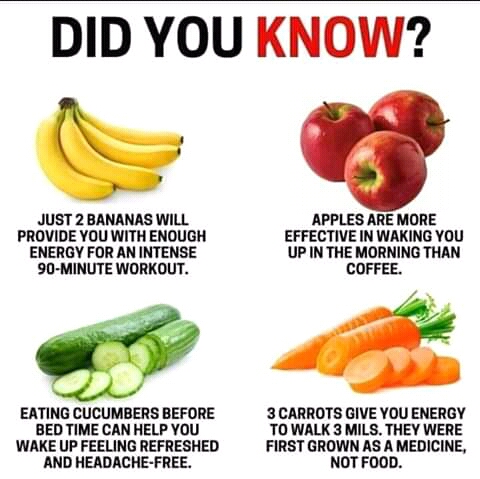 DID YOU KNOW?
JUST 2 BANANAS WILL
PROVIDE YOU WITH ENOUGH
ENERGY FOR AN INTENSE
90-MINUTE WORKOUT.
APPLES ARE MORE
EFFECTIVE IN WAKING YOU
UP IN THE MORNING THAN
COFFEE.
EATING CUCUMBERS BEFORE
BED TIME CAN HELP YOU
WAKE UP FEELING REFRESHED
AND HEADACHE-FREE.
3 CARROTS GIVE YOU ENERGY
TO WALK 3 MILS. THEY WERE
FIRST GROWN AS A MEDICINE,
NOT FOOD.